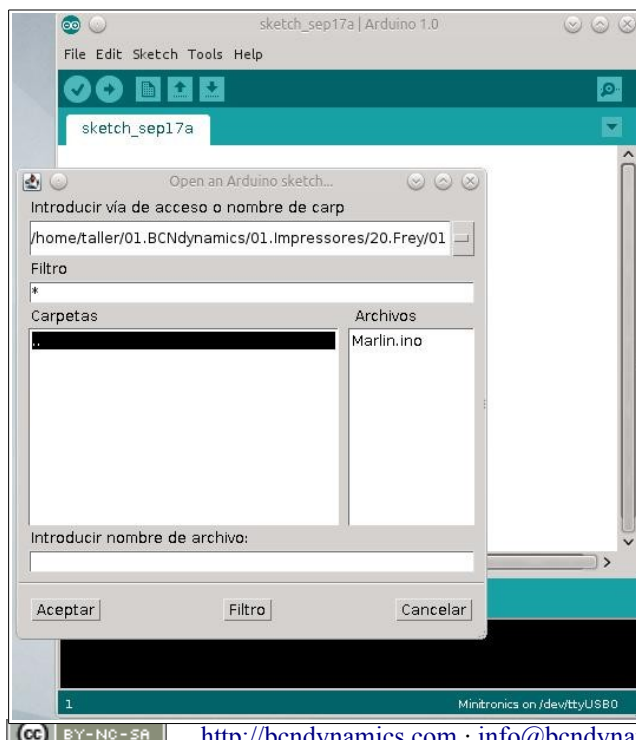 sketch_sep17a | Arduino 1.0
File Edit Sketch Tools Help
sketch_sep17a
Open an Arduino sketch...
Introducir vía de acceso o nombre de carp
/home/taller/01.BCNdynamics/01.Impressores/20.Frey/01
Filtro
*
Carpetas Archivos
.. Marlin.ino
Introducir nombre de archivo:
Aceptar Filtro Cancelar
1 Minitronics on /dev/ttyUSB0
cc BY-NC-SA http://bcndynamics.com · info@bcndyna